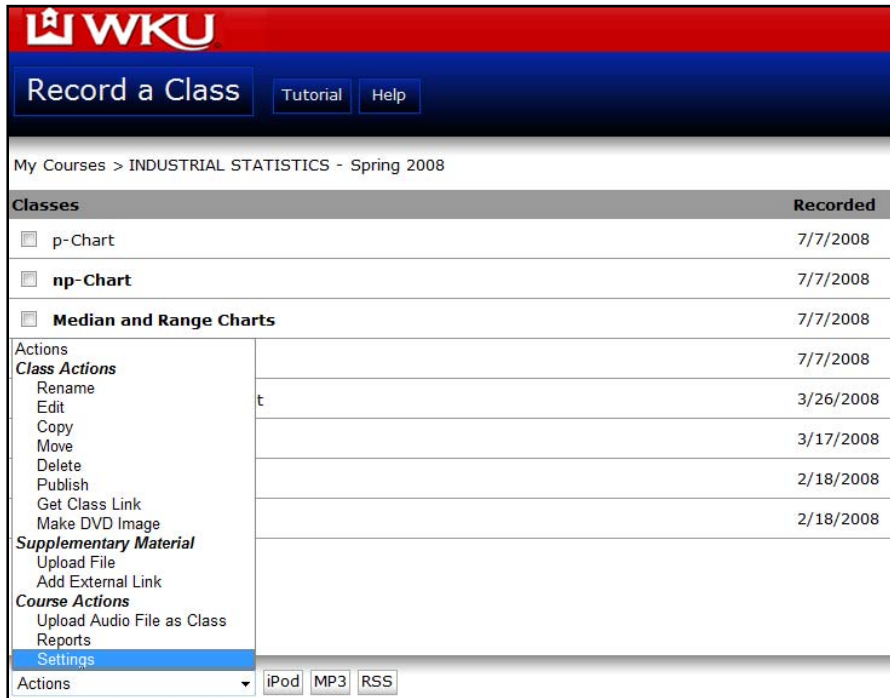 WKU
Record a Class Tutorial Help
My Courses > INDUSTRIAL STATISTICS - Spring 2008
Classes Recorded
p-Chart 7/7/2008
np-Chart 7/7/2008
Median and Range Charts 7/7/2008
Actions
7/7/2008
Class Actions
Rename
Edit
t 3/26/2008
Copy
Move
3/17/2008
Delete
Publish
2/18/2008
Get Class Link
Make DVD Image
2/18/2008
Supplementary Material
Upload File
Add External Link
Course Actions
Upload Audio File as Class
Reports
Settings
Actions iPod MP3 RSS